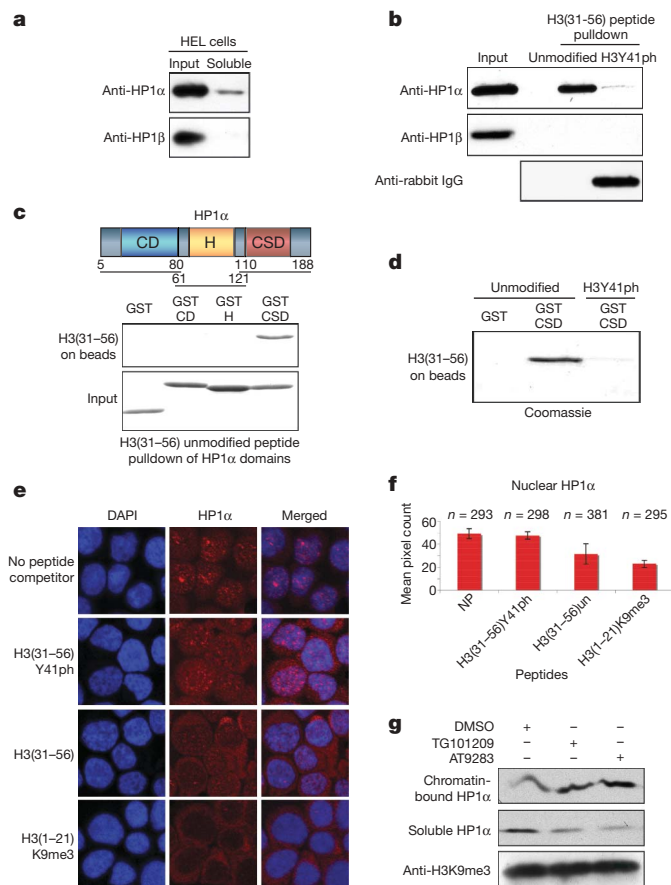 a
HEL cells
Input Soluble
Anti-HP1α
Anti-HP1β
b
H3(31–56) peptide
pulldown
Input Unmodified H3Y41ph
Anti-HP1α
Anti-HP1β
Anti-rabbit IgG
c
HP1α
CD H CSD
5 80 110 188
61 121
GST GST CD GST H GST CSD
H3(31–56)
on beads
Input
H3(31–56) unmodified peptide
pulldown of HP1α domains
d
Unmodified H3Y41ph
GST GST CSD GST CSD
H3(31–56)
on beads
Coomassie
e
DAPI HP1α Merged
No peptide
competitor
H3(31–56)
Y41ph
H3(31–56)
H3(1–21)
K9me3
f
Nuclear HP1α
n = 293 n = 298 n = 381 n = 295
Mean pixel count
60
40
20
0
NP H3(31–56)Y41ph H3(31–56)un H3(1–21)K9me3
Peptides
g
DMSO + – –
TG101209 – + –
AT9283 – – +
Chromatin-
bound HP1α
Soluble HP1α
Anti-H3K9me3